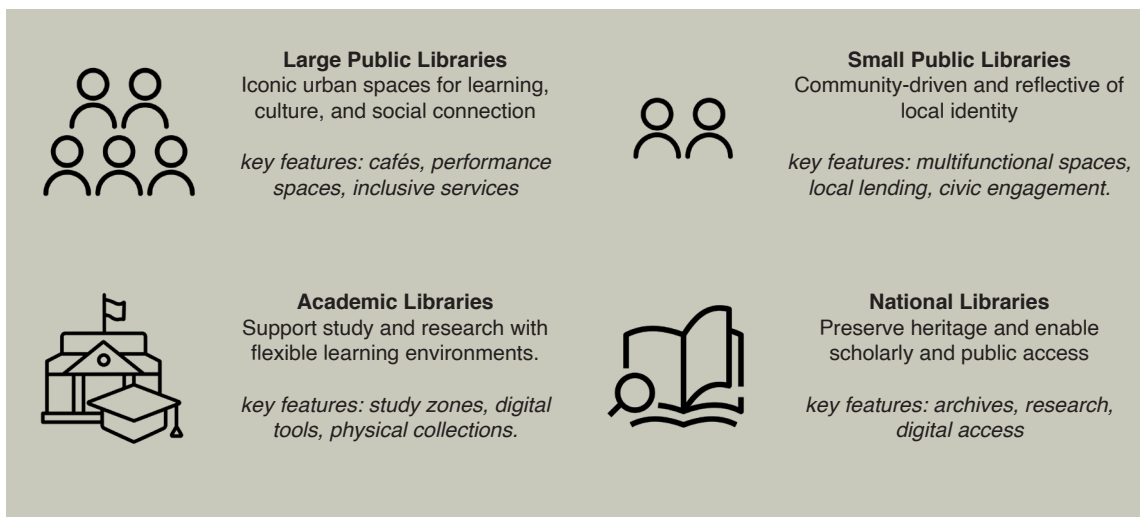 Large Public Libraries
Iconic urban spaces for learning,
culture, and social connection
key features: cafés, performance
spaces, inclusive services
Small Public Libraries
Community-driven and reflective of
local identity
key features: multifunctional spaces,
local lending, civic engagement.
Academic Libraries
Support study and research with
flexible learning environments.
key features: study zones, digital
tools, physical collections.
National Libraries
Preserve heritage and enable
scholarly and public access
key features: archives, research,
digital access